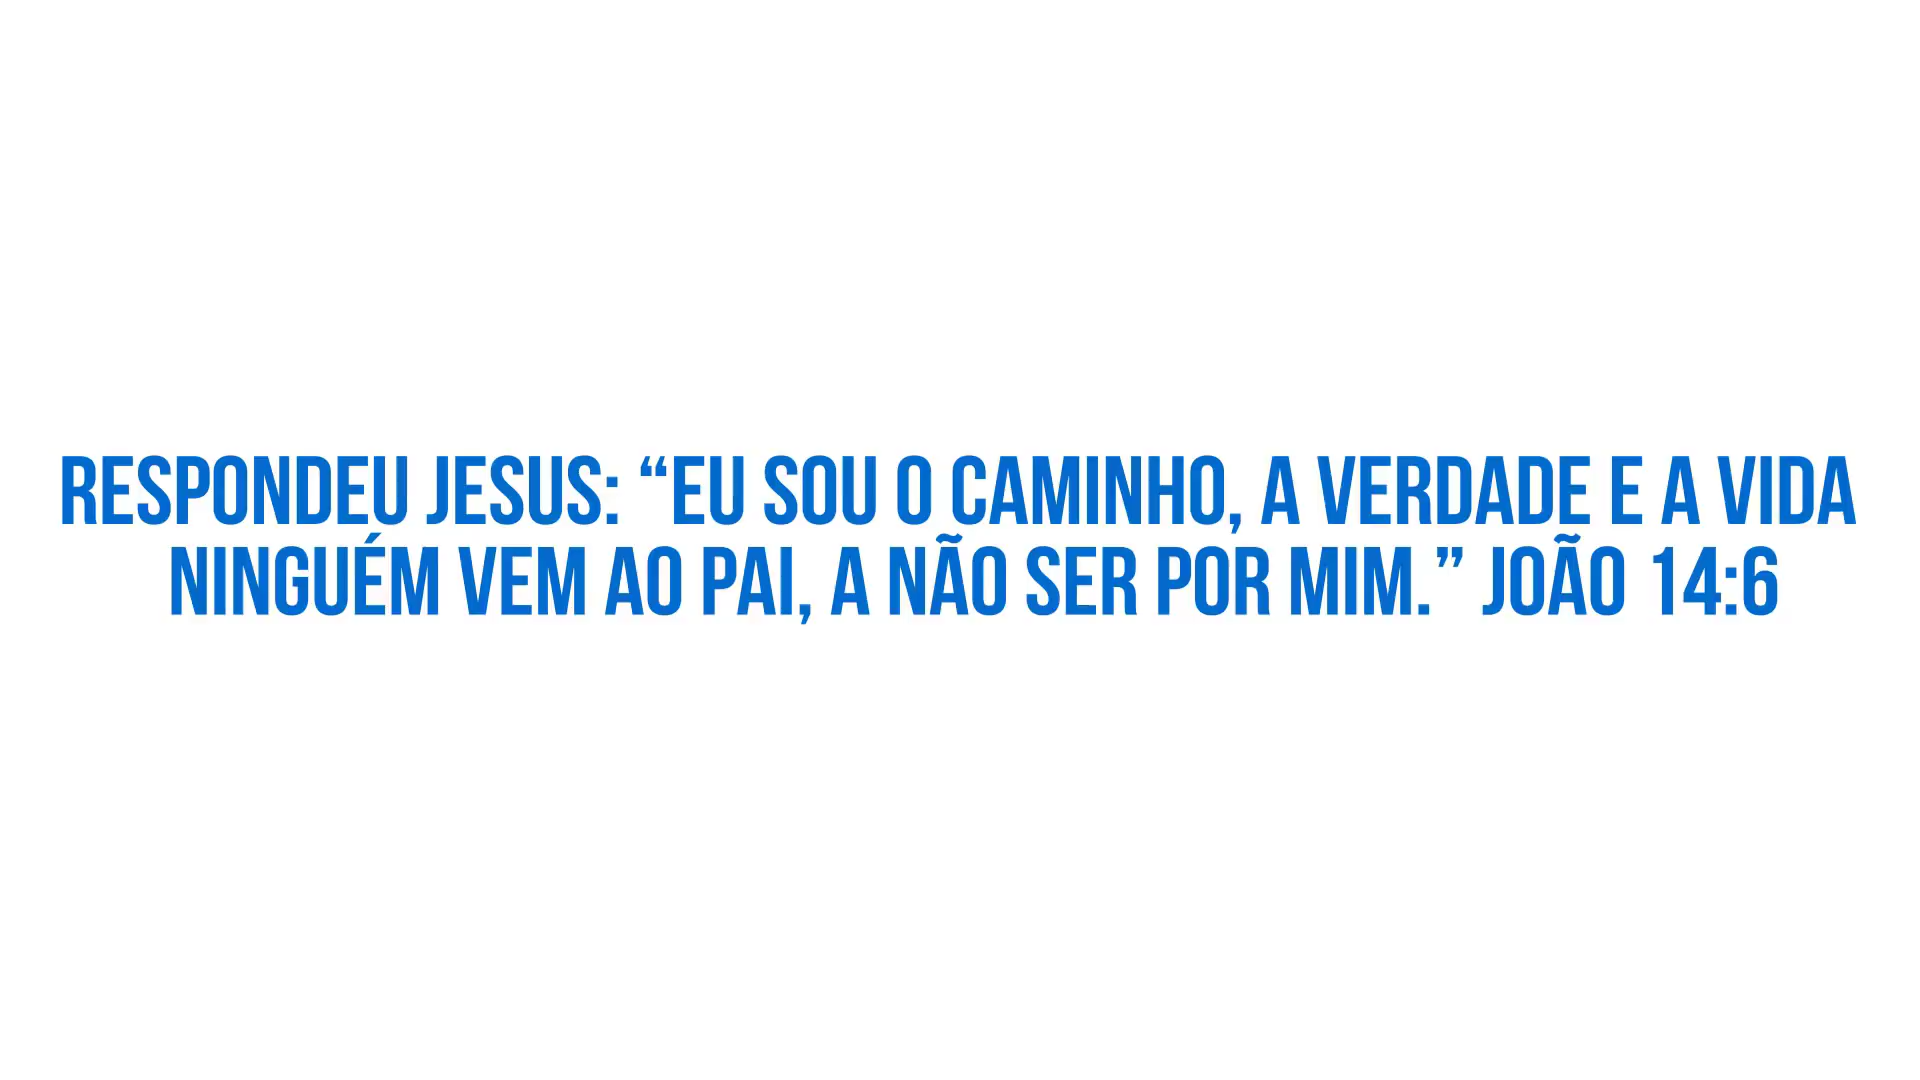 RESPONDEU JESUS: “EU SOU O CAMINHO, A VERDADE E A VIDA
NINGUÉM VEM AO PAI, A NÃO SER POR MIM.” JOÃO 14:6